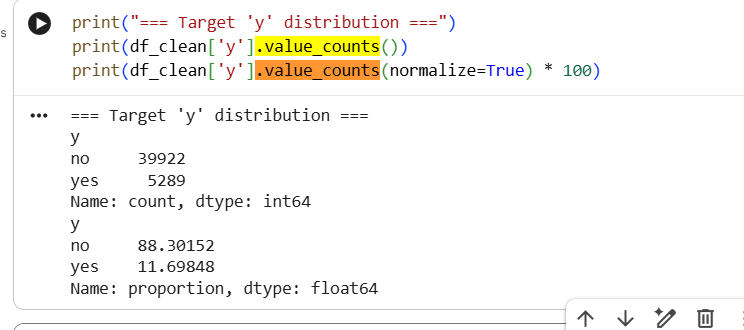 print("=== Target 'y' distribution ===")
s
print(df_clean['y'].value_counts())
print(df_clean['y'].value_counts(normalize=True) * 100)
=== Target 'y' distribution ===
y
no     39922
yes     5289
Name: count, dtype: int64
y
no     88.30152
yes    11.69848
Name: proportion, dtype: float64